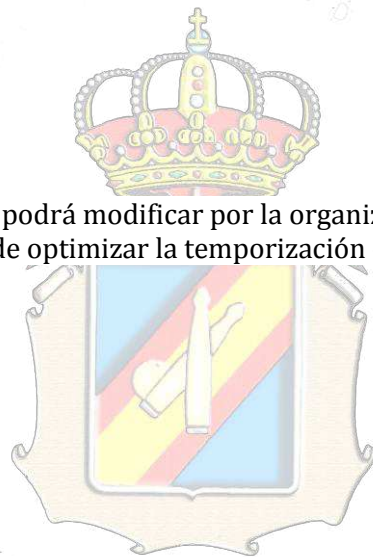 podrá modificar por la organiz
de optimizar la temporización